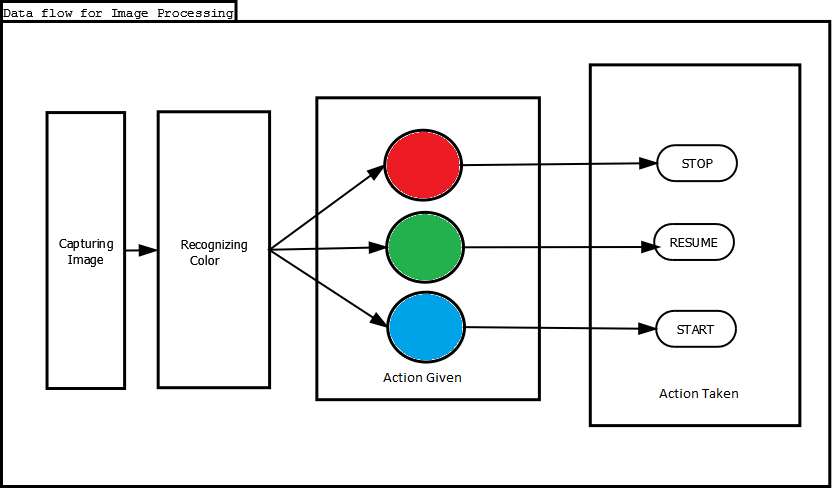 Data flow for Image Processing
Capturing
Image
Recognizing
Color
Action Given
STOP
RESUME
START
Action Taken